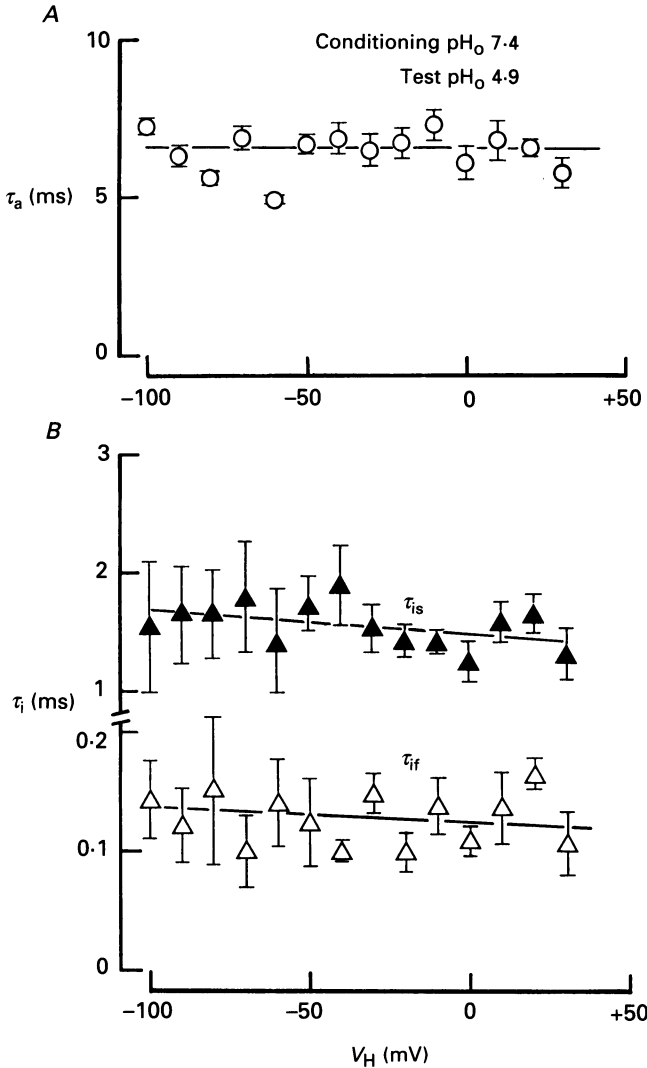 A
10
Conditioning pHo 7·4
Test pHo 4·9
τa (ms)
5
0
−100
−50
0
+50
B
3
2
τis
τi (ms)
1
0·2
τif
0·1
0
−100
−50
0
+50
VH (mV)